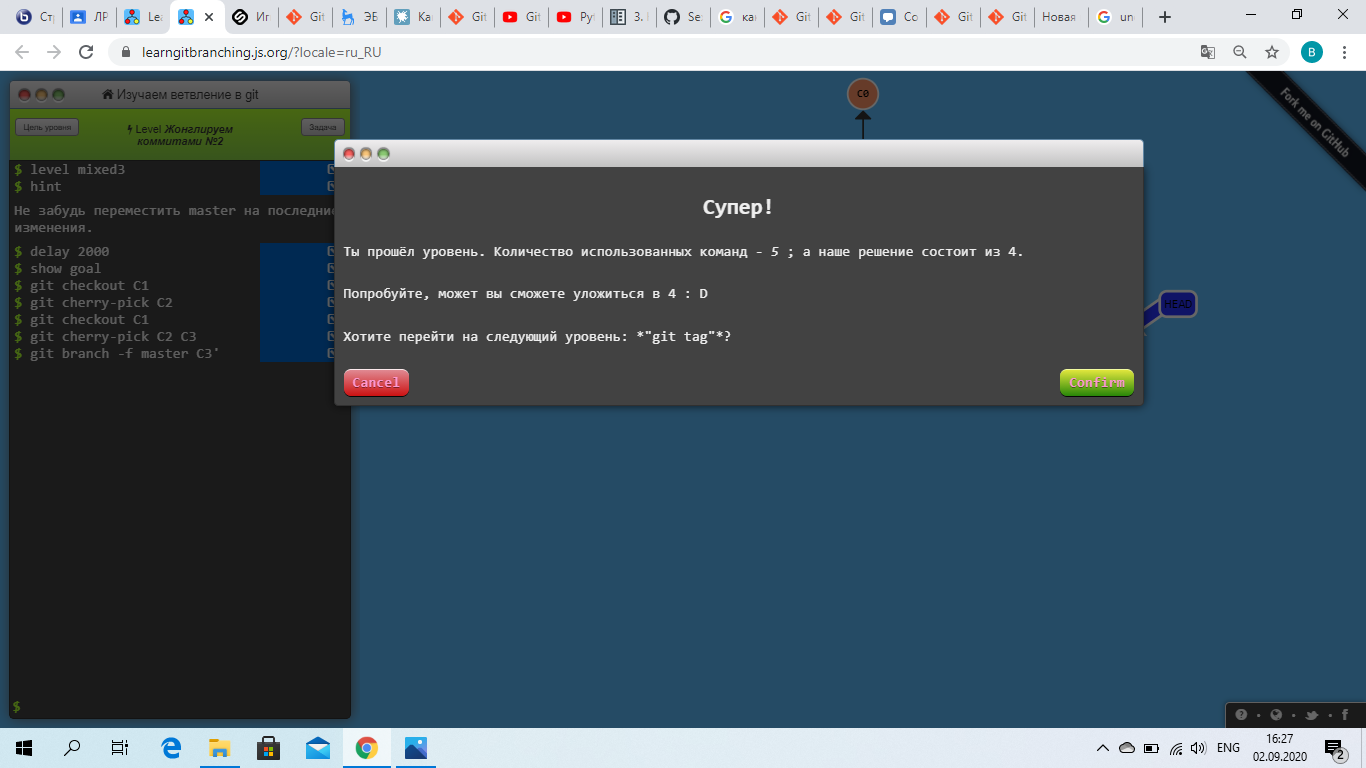 Ст
ЛР
Lea
Lea
Иг
Git
ЭБ
Ка
Git
Git
Pyt
3. I
Se
как
Git
Git
Со
Git
Git
Новая
un
learngitbranching.js.org/?locale=ru_RU
B
Изучаем ветвление в git
Цель уровня
Level Жонглируем
коммитами №2
Задача
C0
Fork me on GitHub
$ level mixed3
$ hint
Не забудь переместить master на последние
изменения.
$ delay 2000
$ show goal
$ git checkout C1
$ git cherry-pick C2
$ git checkout C1
$ git cherry-pick C2 C3
$ git branch -f master C3'
$
Супер!
Ты прошёл уровень. Количество использованных команд - 5 ; а наше решение состоит из 4.
Попробуйте, может вы сможете уложиться в 4 : D
Хотите перейти на следующий уровень: *"git tag"*?
Cancel
Confirm
HEAD
ENG
16:27
02.09.2020
2